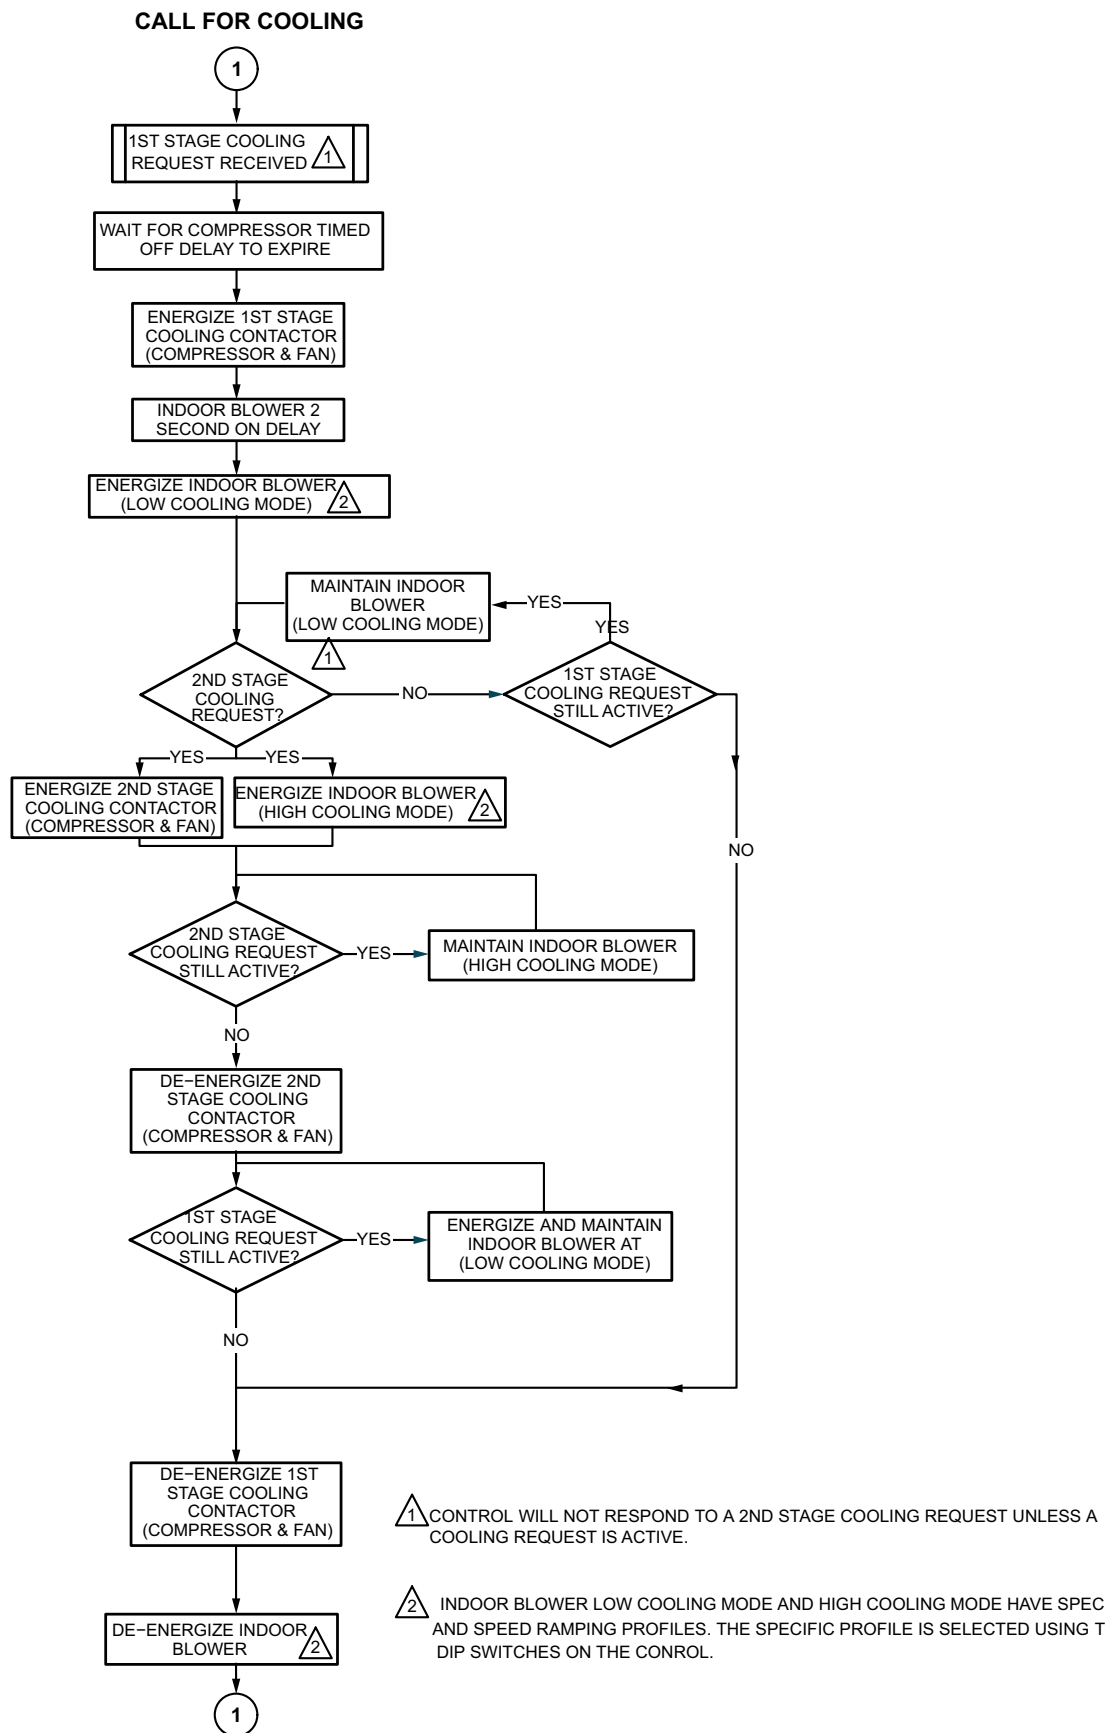 CALL FOR COOLING
1
1ST STAGE COOLING
REQUEST RECEIVED 1
WAIT FOR COMPRESSOR TIMED
OFF DELAY TO EXPIRE
ENERGIZE 1ST STAGE
COOLING CONTACTOR
(COMPRESSOR & FAN)
INDOOR BLOWER 2
SECOND ON DELAY
ENERGIZE INDOOR BLOWER
(LOW COOLING MODE) 2
MAINTAIN INDOOR
BLOWER
(LOW COOLING MODE)
1
YES
YES
2ND STAGE
COOLING
REQUEST?
NO
1ST STAGE
COOLING REQUEST
STILL ACTIVE?
YES
YES
ENERGIZE 2ND STAGE
COOLING CONTACTOR
(COMPRESSOR & FAN)
ENERGIZE INDOOR BLOWER
(HIGH COOLING MODE) 2
NO
2ND STAGE
COOLING REQUEST
STILL ACTIVE?
YES
MAINTAIN INDOOR BLOWER
(HIGH COOLING MODE)
NO
DE−ENERGIZE 2ND
STAGE COOLING
CONTACTOR
(COMPRESSOR & FAN)
1ST STAGE
COOLING REQUEST
STILL ACTIVE?
YES
ENERGIZE AND MAINTAIN
INDOOR BLOWER AT
(LOW COOLING MODE)
NO
DE−ENERGIZE 1ST
STAGE COOLING
CONTACTOR
(COMPRESSOR & FAN)
1 CONTROL WILL NOT RESPOND TO A 2ND STAGE COOLING REQUEST UNLESS A
COOLING REQUEST IS ACTIVE.
2 INDOOR BLOWER LOW COOLING MODE AND HIGH COOLING MODE HAVE SPEC
AND SPEED RAMPING PROFILES. THE SPECIFIC PROFILE IS SELECTED USING T
DIP SWITCHES ON THE CONROL.
DE−ENERGIZE INDOOR
BLOWER 2
1